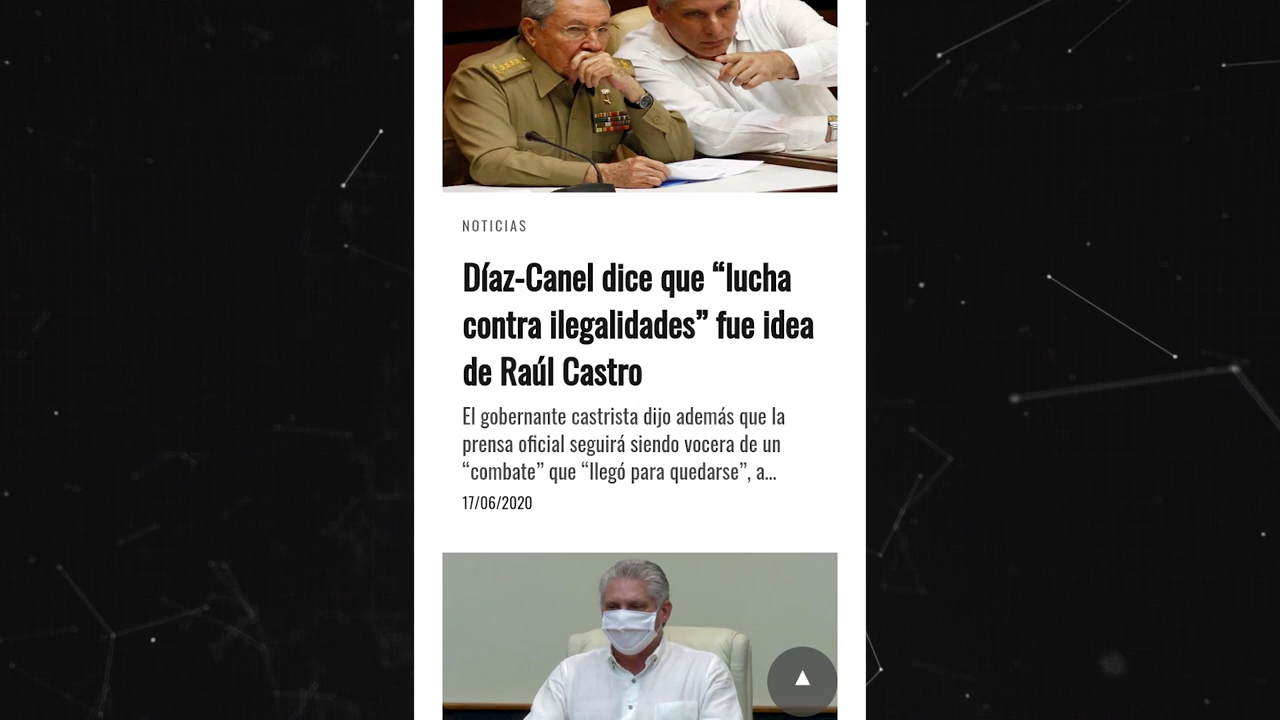 NOTICIAS
Díaz-Canel dice que “lucha
contra ilegalidades” fue idea
de Raúl Castro
El gobernante castrista dijo además que la
prensa oficial seguirá siendo vocera de un
“combate” que “llegó para quedarse”, a...
17/06/2020